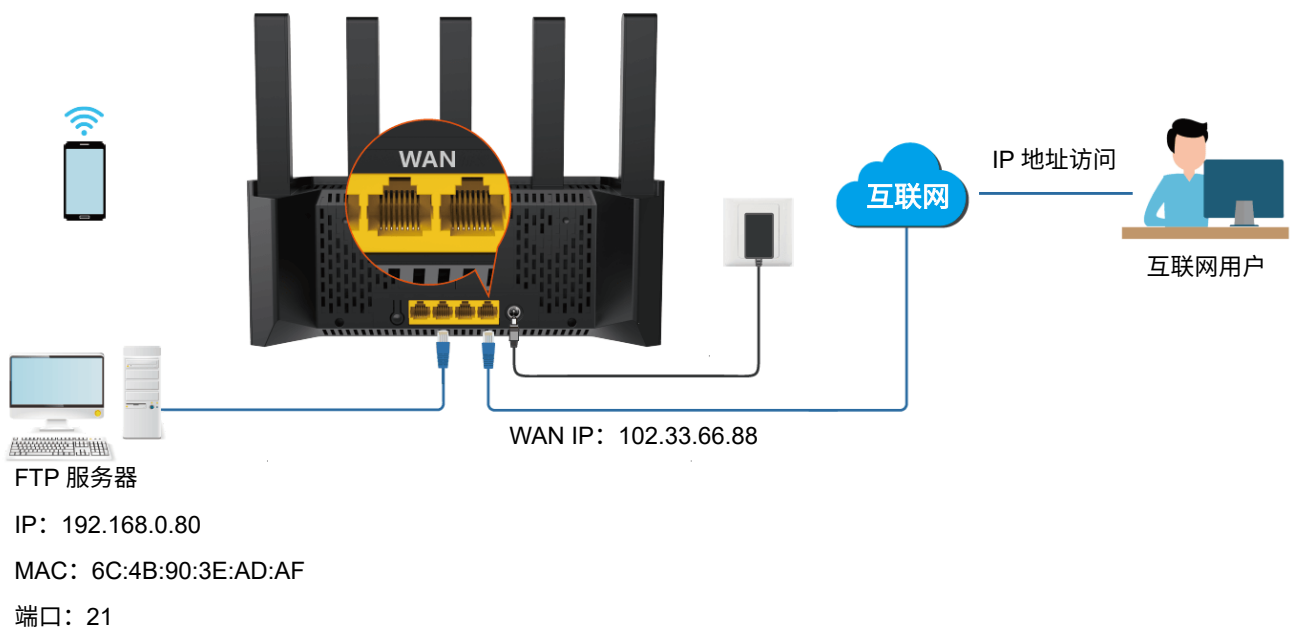 WAN
IP 地址访问
互联网
互联网用户
WAN IP：102.33.66.88
FTP 服务器
IP：192.168.0.80
MAC：6C:4B:90:3E:AD:AF
端口：21